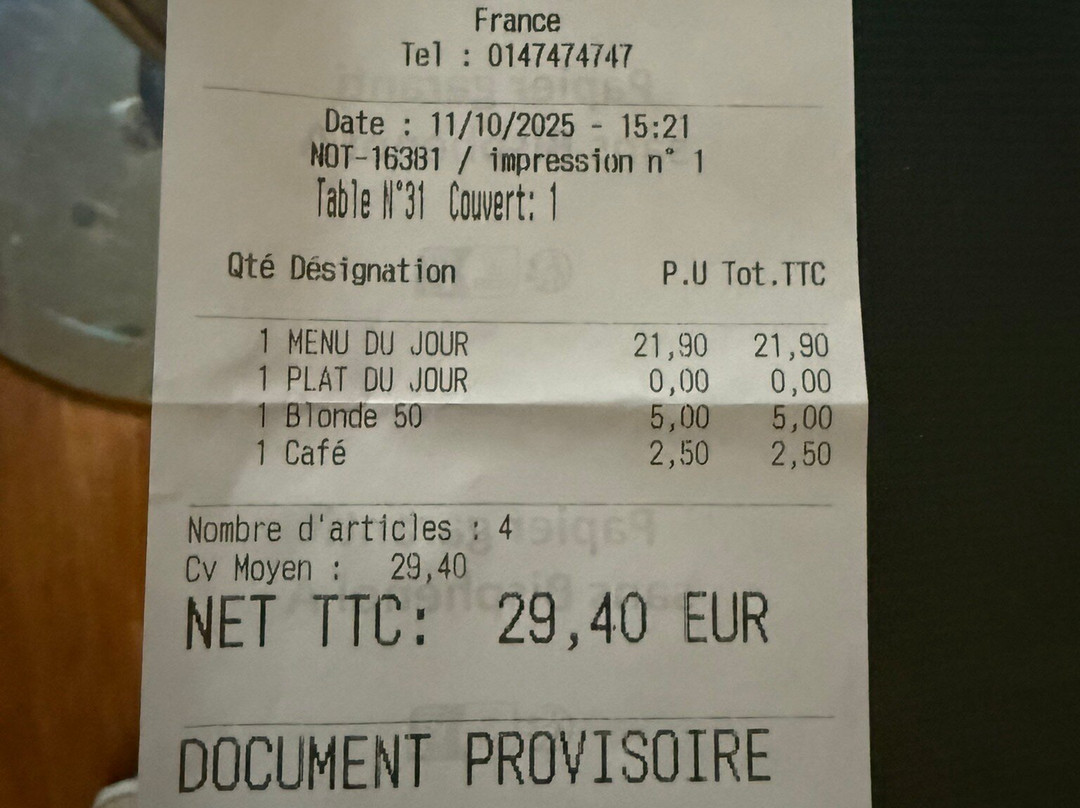 France
Tel : 0147474747
Date : 11/10/2025 - 15:21
NOT-16381 / impression n° 1
Table N°31 Couvert: 1
Qté Désignation P.U Tot.TTC
1 MENU DU JOUR 21,90 21,90
1 PLAT DU JOUR 0,00 0,00
1 Blonde 50 5,00 5,00
1 Café 2,50 2,50
Nombre d'articles : 4
Cv Moyen : 29,40
NET TTC: 29,40 EUR
DOCUMENT PROVISOIRE